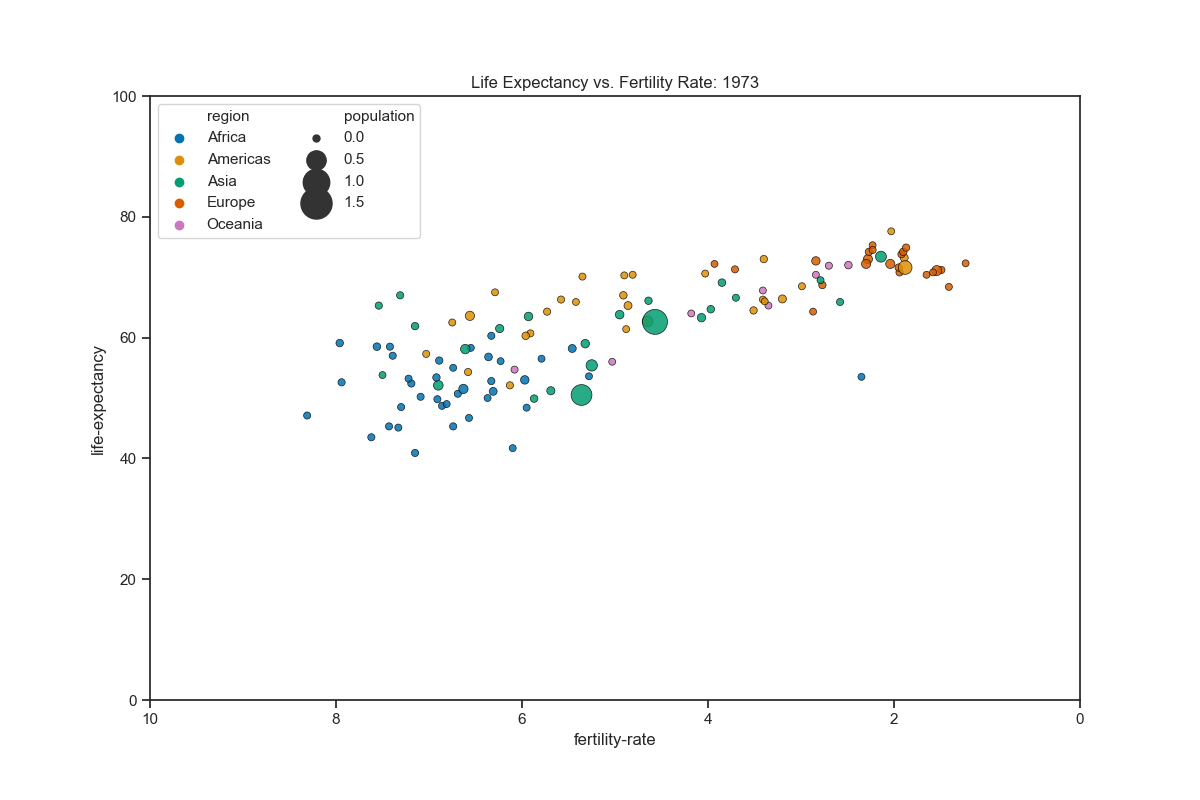 Life Expectancy vs. Fertility Rate: 1973
100
80
60
40
20
0
life-expectancy
region population
Africa 0.0
Americas 0.5
Asia 1.0
Europe 1.5
Oceania
10 8 6 4 2 0
fertility-rate